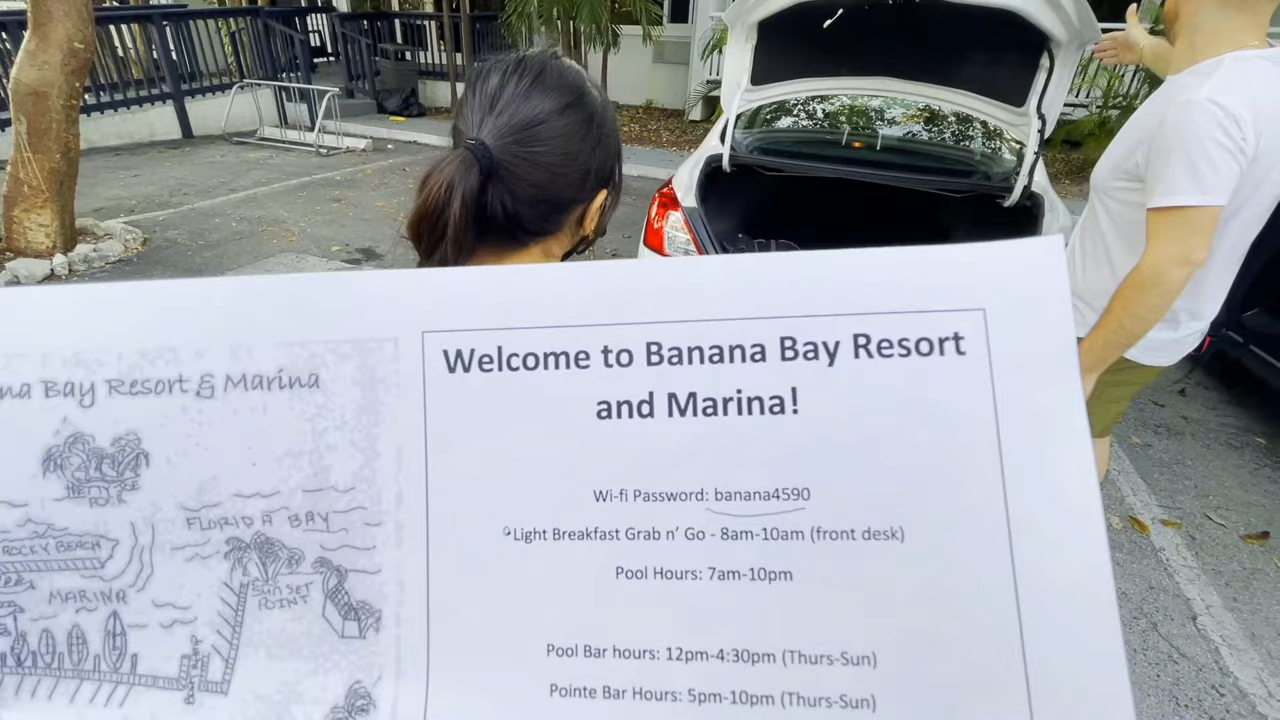 na Bay Resort & Marina
FLORIDA BAY
ROCKY BEACH
MARINA
SUNSET
POINT
Welcome to Banana Bay Resort
and Marina!
Wi-fi Password: banana4590
Light Breakfast Grab n' Go - 8am-10am (front desk)
Pool Hours: 7am-10pm
Pool Bar hours: 12pm-4:30pm (Thurs-Sun)
Pointe Bar Hours: 5pm-10pm (Thurs-Sun)